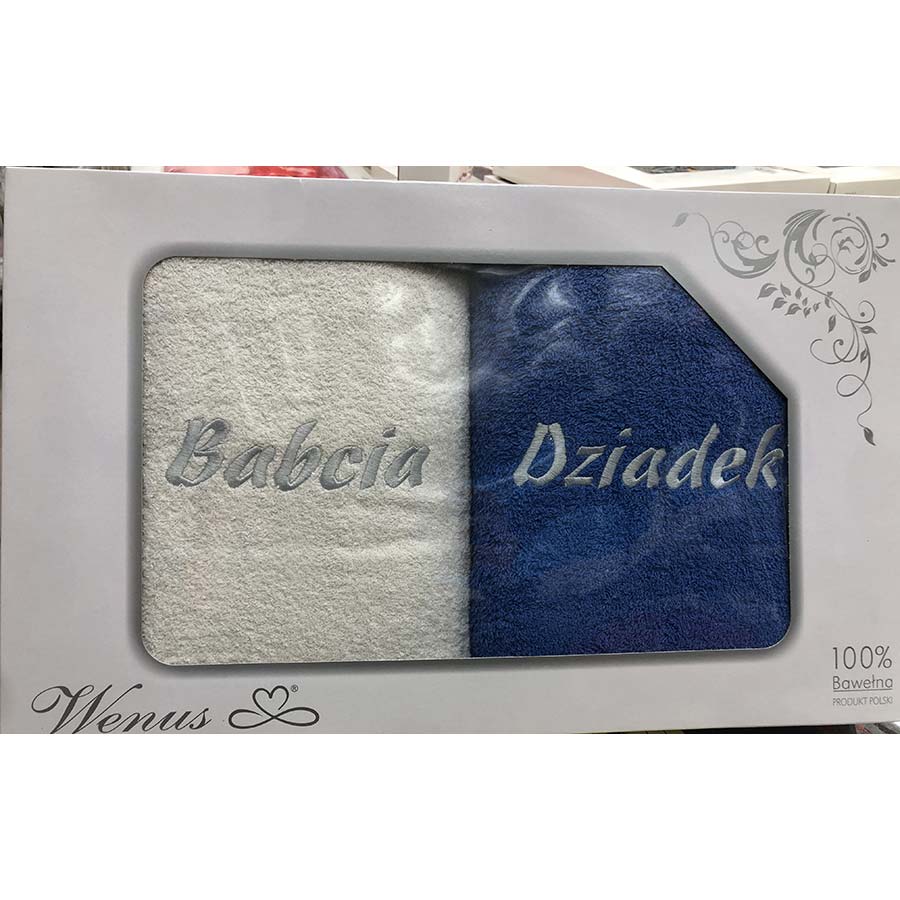 Babcia
Dziadek
Wenus ®
100%
Bawełna
PRODUKT POLSKI